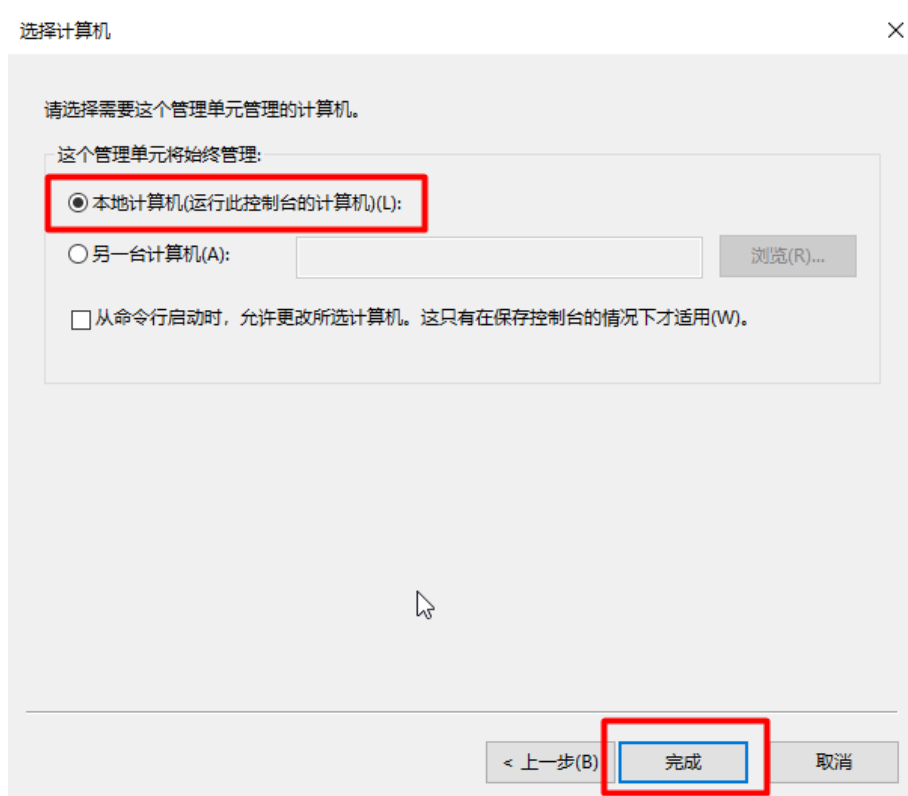 选择计算机
请选择需要这个管理单元管理的计算机。
这个管理单元将始终管理:
本地计算机(运行此控制台的计算机)(L):
另一台计算机(A):
浏览(R)...
从命令行启动时，允许更改所选计算机。这只有在保存控制台的情况下才适用(W)。
< 上一步(B)
完成
取消